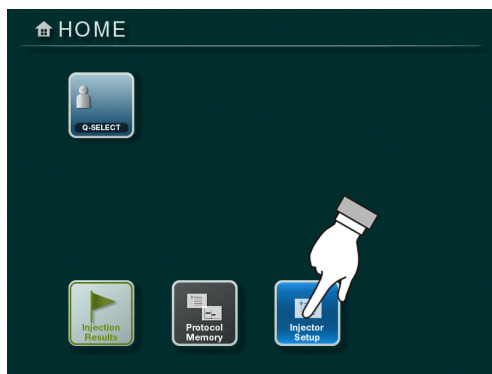 HOME
Q-SELECT
Injection
Results
Protocol
Memory
Injector
Setup